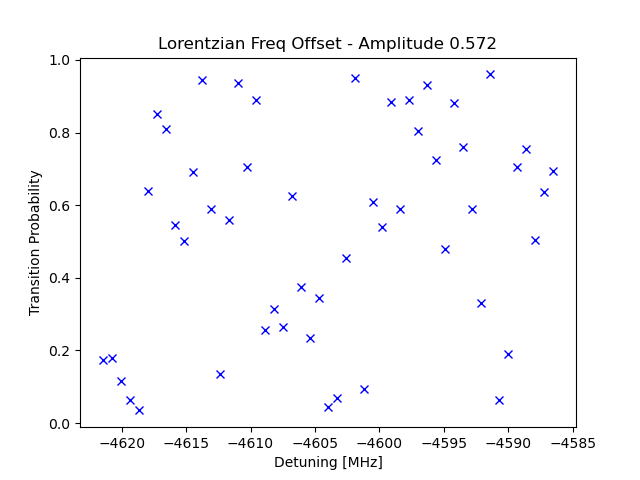 Lorentzian Freq Offset - Amplitude 0.572
1.0
0.8
0.6
0.4
0.2
0.0
Transition Probability
−4620 −4615 −4610 −4605 −4600 −4595 −4590 −4585
Detuning [MHz]